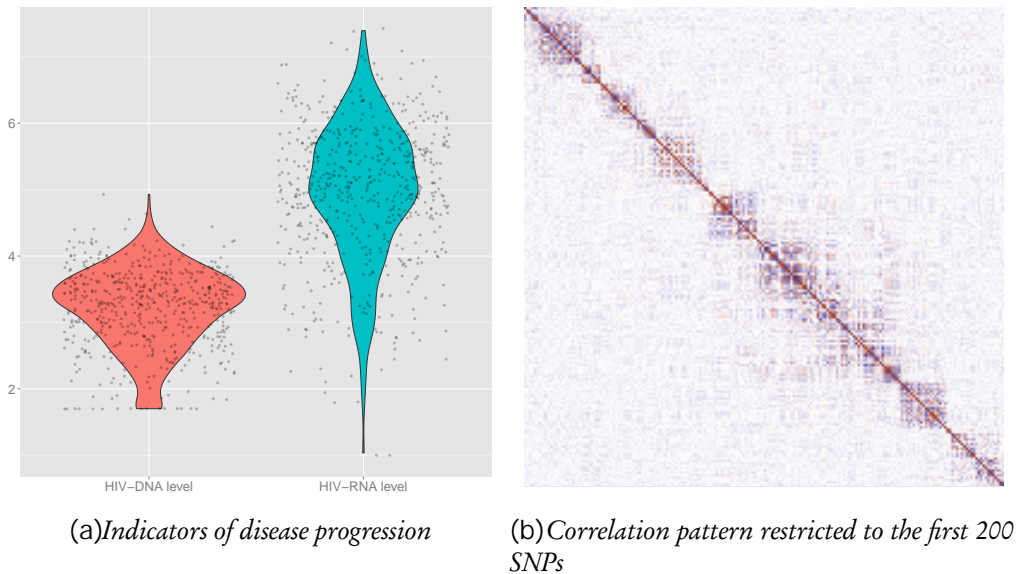 6
4
2
HIV−DNA level
HIV−RNA level
(a)Indicators of disease progression
(b)Correlation pattern restricted to the first 200
SNPs